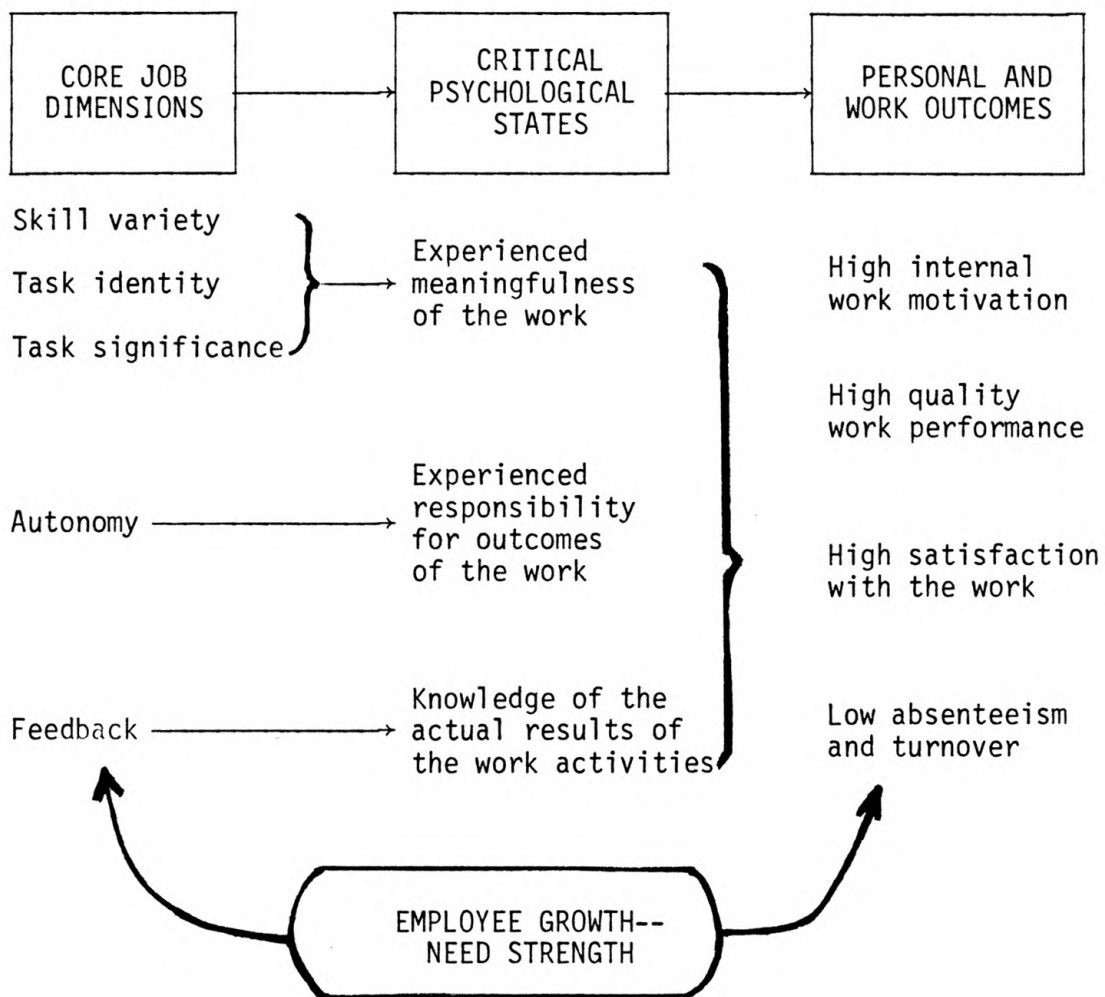 CORE JOB
DIMENSIONS
CRITICAL
PSYCHOLOGICAL
STATES
PERSONAL AND
WORK OUTCOMES
Skill variety
Task identity
Task significance
Experienced
meaningfulness
of the work
High internal
work motivation
High quality
work performance
Autonomy
Experienced
responsibility
for outcomes
of the work
High satisfaction
with the work
Feedback
Knowledge of the
actual results of
the work activities
Low absenteeism
and turnover
EMPLOYEE GROWTH--
NEED STRENGTH